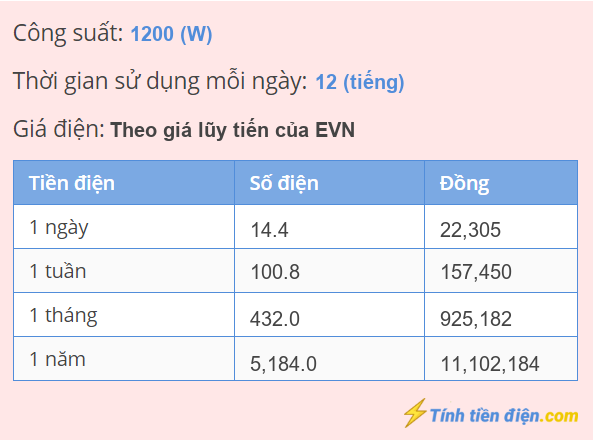 Công suất: 1200 (W)
Thời gian sử dụng mỗi ngày: 12 (tiếng)
Giá điện: Theo giá lũy tiến của EVN
Tiền điện Số điện Đồng
1 ngày 14.4 22,305
1 tuần 100.8 157,450
1 tháng 432.0 925,182
1 năm 5,184.0 11,102,184
Tính tiền điện.com